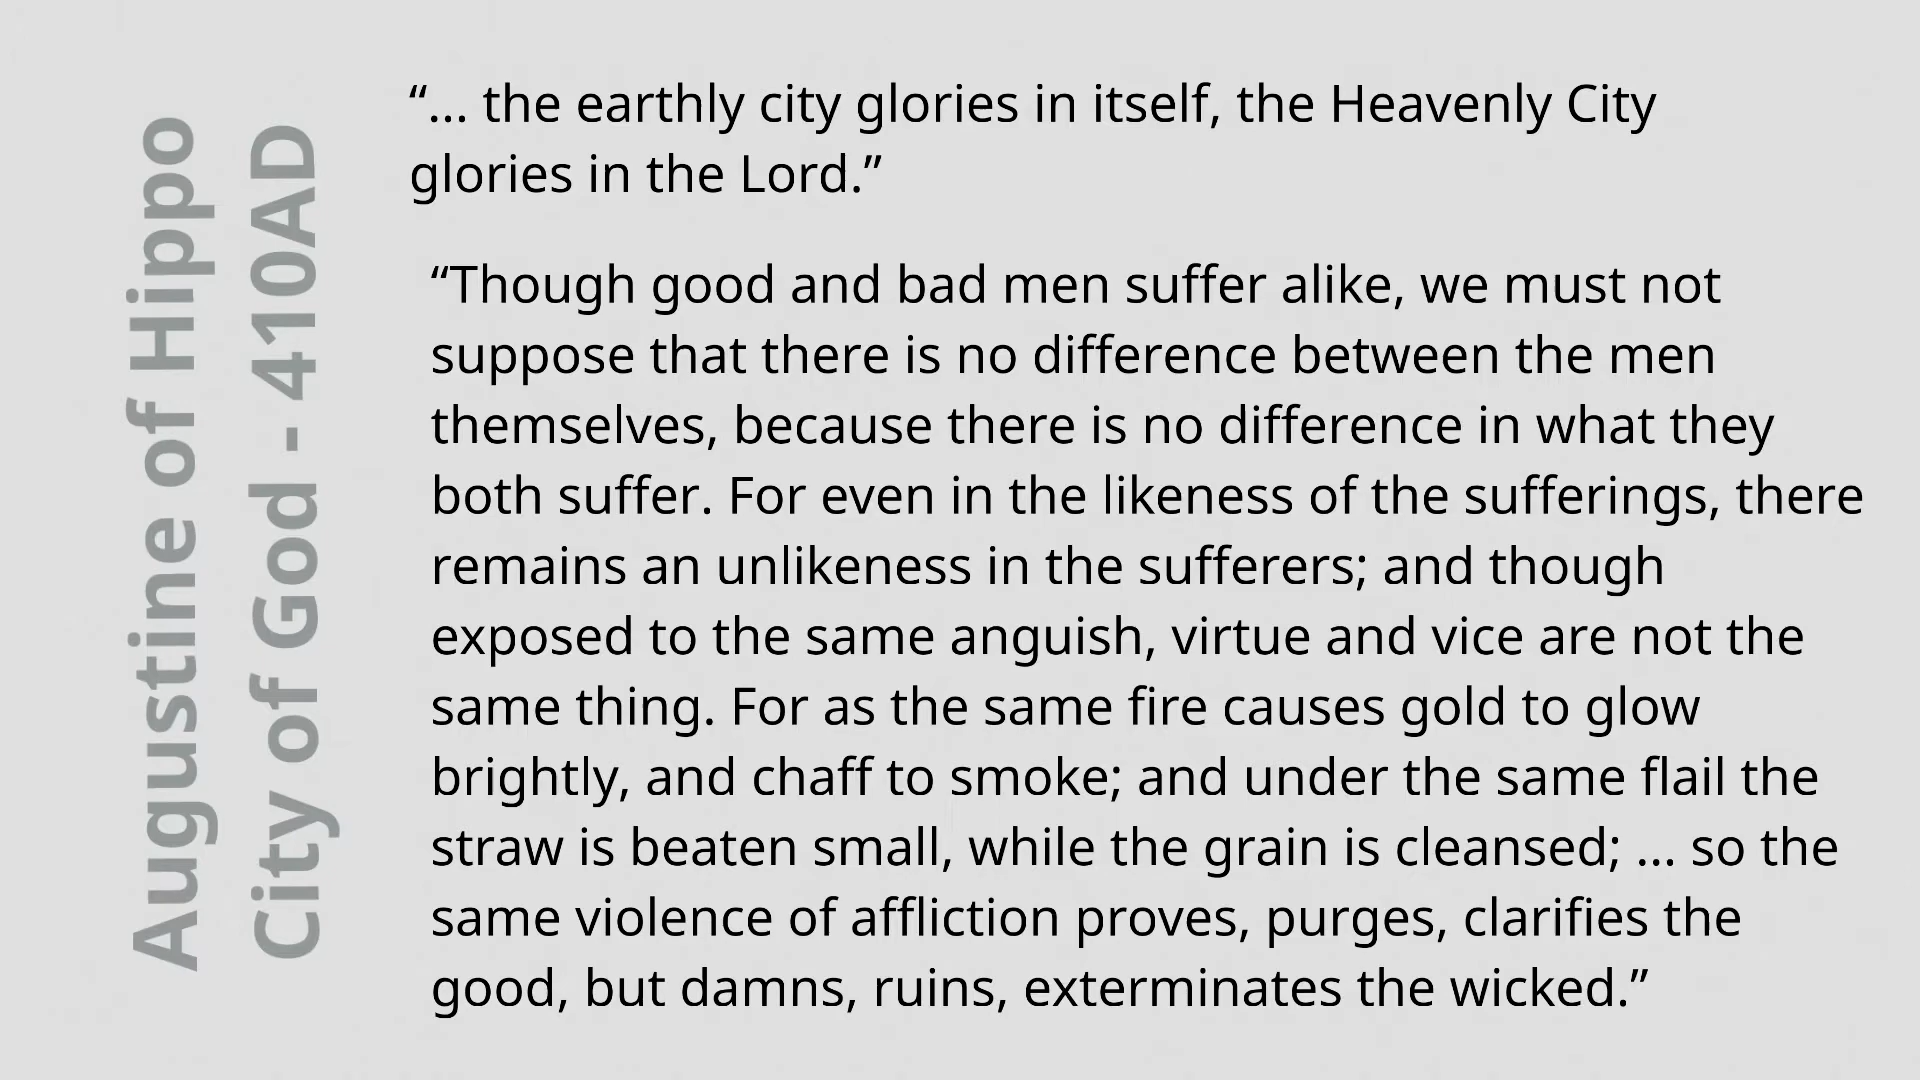 Augustine of Hippo
City of God - 410AD
“... the earthly city glories in itself, the Heavenly City
glories in the Lord.”
“Though good and bad men suffer alike, we must not
suppose that there is no difference between the men
themselves, because there is no difference in what they
both suffer. For even in the likeness of the sufferings, there
remains an unlikeness in the sufferers; and though
exposed to the same anguish, virtue and vice are not the
same thing. For as the same fire causes gold to glow
brightly, and chaff to smoke; and under the same flail the
straw is beaten small, while the grain is cleansed; ... so the
same violence of affliction proves, purges, clarifies the
good, but damns, ruins, exterminates the wicked.”